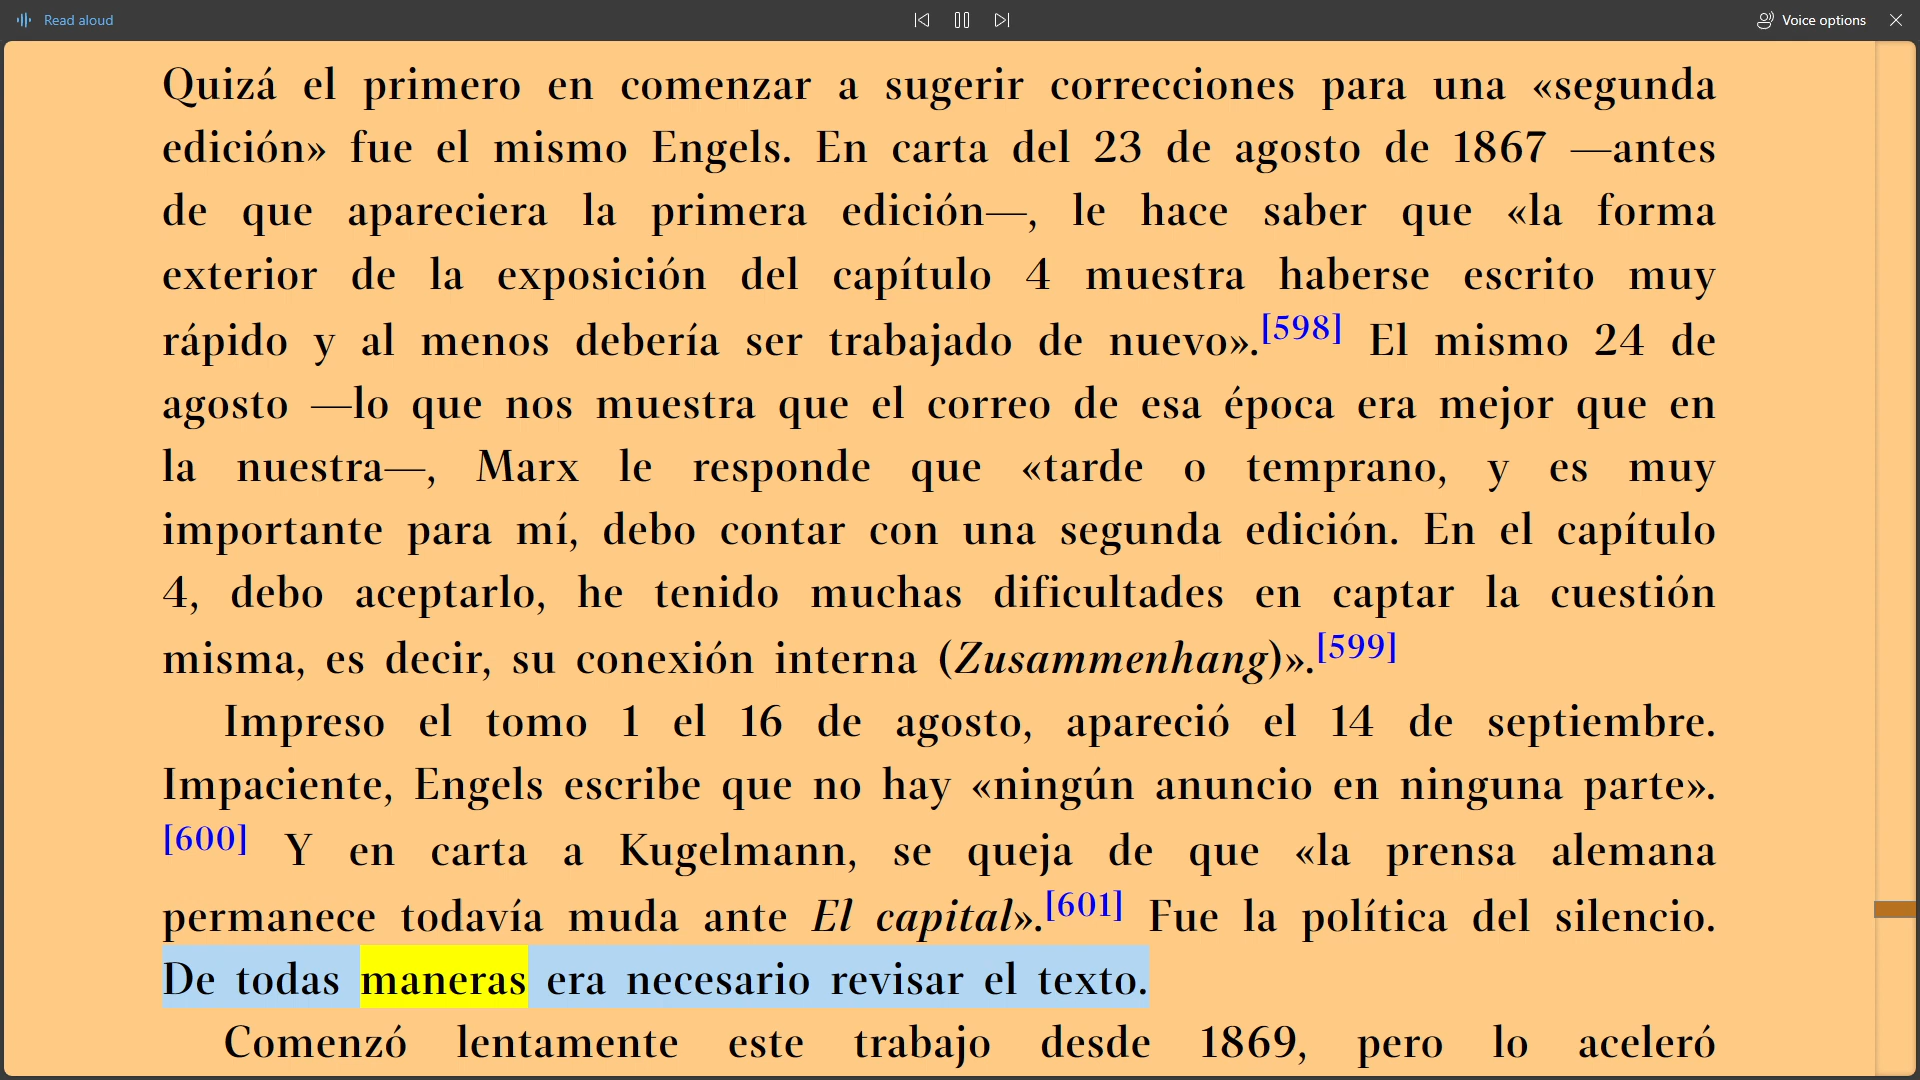 Read aloud
Voice options
Quizá el primero en comenzar a sugerir correcciones para una «segunda
edición» fue el mismo Engels. En carta del 23 de agosto de 1867 —antes
de que apareciera la primera edición—, le hace saber que «la forma
exterior de la exposición del capítulo 4 muestra haberse escrito muy
rápido y al menos debería ser trabajado de nuevo».[598] El mismo 24 de
agosto —lo que nos muestra que el correo de esa época era mejor que en
la nuestra—, Marx le responde que «tarde o temprano, y es muy
importante para mí, debo contar con una segunda edición. En el capítulo
4, debo aceptarlo, he tenido muchas dificultades en captar la cuestión
misma, es decir, su conexión interna (Zusammenhang)».[599]
Impreso el tomo 1 el 16 de agosto, apareció el 14 de septiembre.
Impaciente, Engels escribe que no hay «ningún anuncio en ninguna parte».
[600] Y en carta a Kugelmann, se queja de que «la prensa alemana
permanece todavía muda ante El capital».[601] Fue la política del silencio.
De todas maneras era necesario revisar el texto.
Comenzó lentamente este trabajo desde 1869, pero lo aceleró